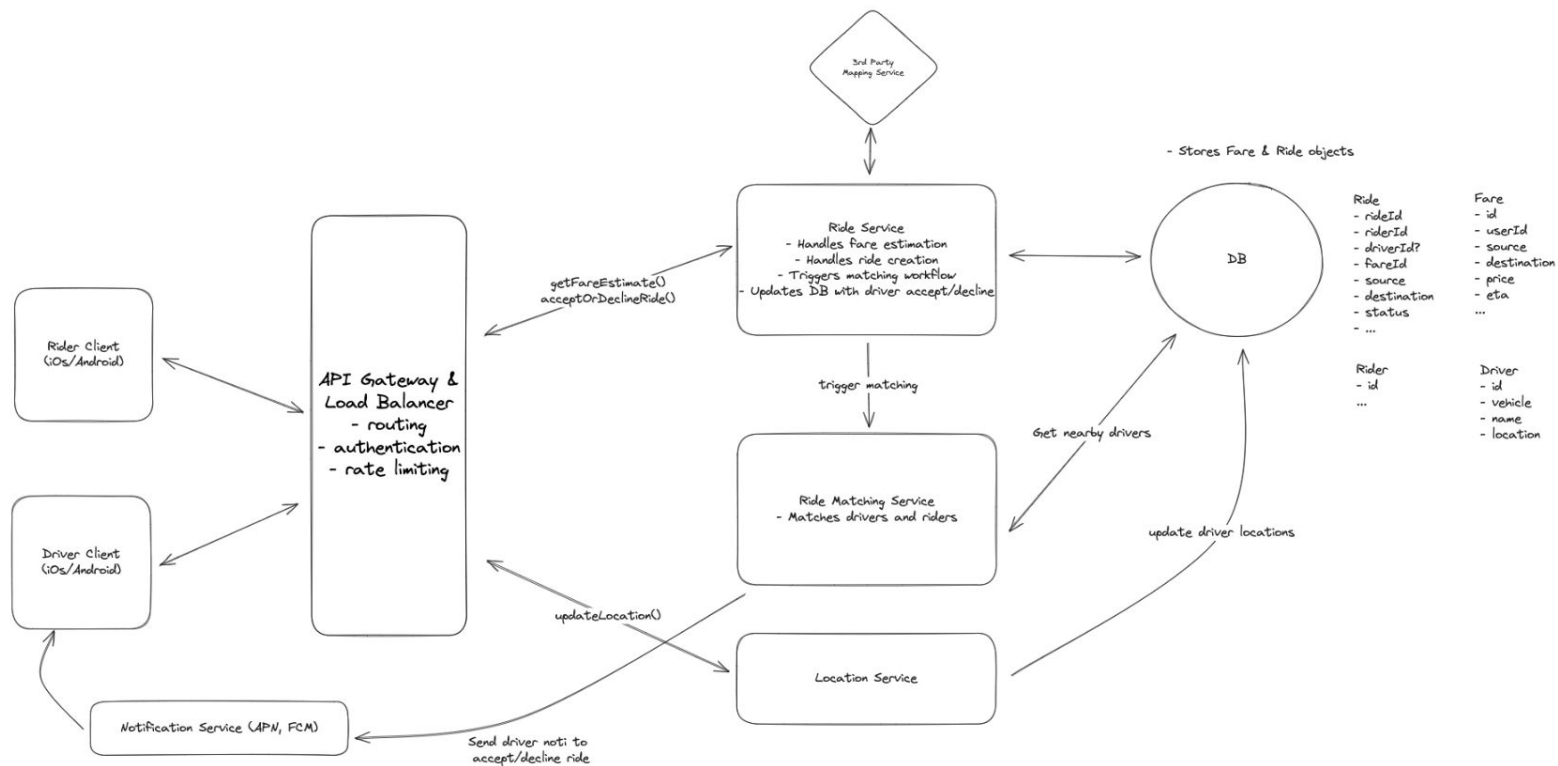 3rd Party
Mapping Service
- Stores Fare & Ride objects
Ride Service
- Handles fare estimation
- Handles ride creation
- Triggers matching workflow
- Updates DB with driver accept/decline
DB
Ride
- rideId
- riderId
- driverId?
- fareId
- source
- destination
- status
- ...
Fare
- id
- userId
- source
- destination
- price
- eta
...
getFareEstimate()
acceptOrDeclineRide()
Rider Client
(iOs/Android)
API Gateway &
Load Balancer
- routing
- authentication
- rate limiting
trigger matching
Rider
- id
...
Driver
- id
- vehicle
- name
- location
Get nearby drivers
Ride Matching Service
- Matches drivers and riders
update driver locations
Driver Client
(iOs/Android)
updateLocation()
Location Service
Notification Service (APN, FCM)
Send driver noti to
accept/decline ride